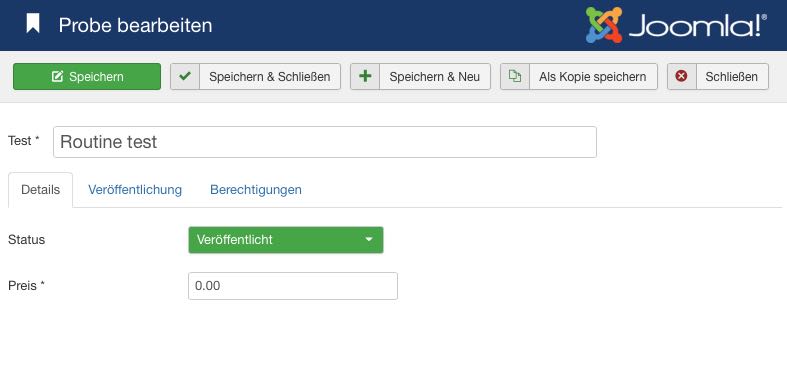 Probe bearbeiten
Joomla!®
Speichern
Speichern & Schließen
Speichern & Neu
Als Kopie speichern
Schließen
Test *
Routine test
Details
Veröffentlichung
Berechtigungen
Status
Veröffentlicht
Preis *
0.00